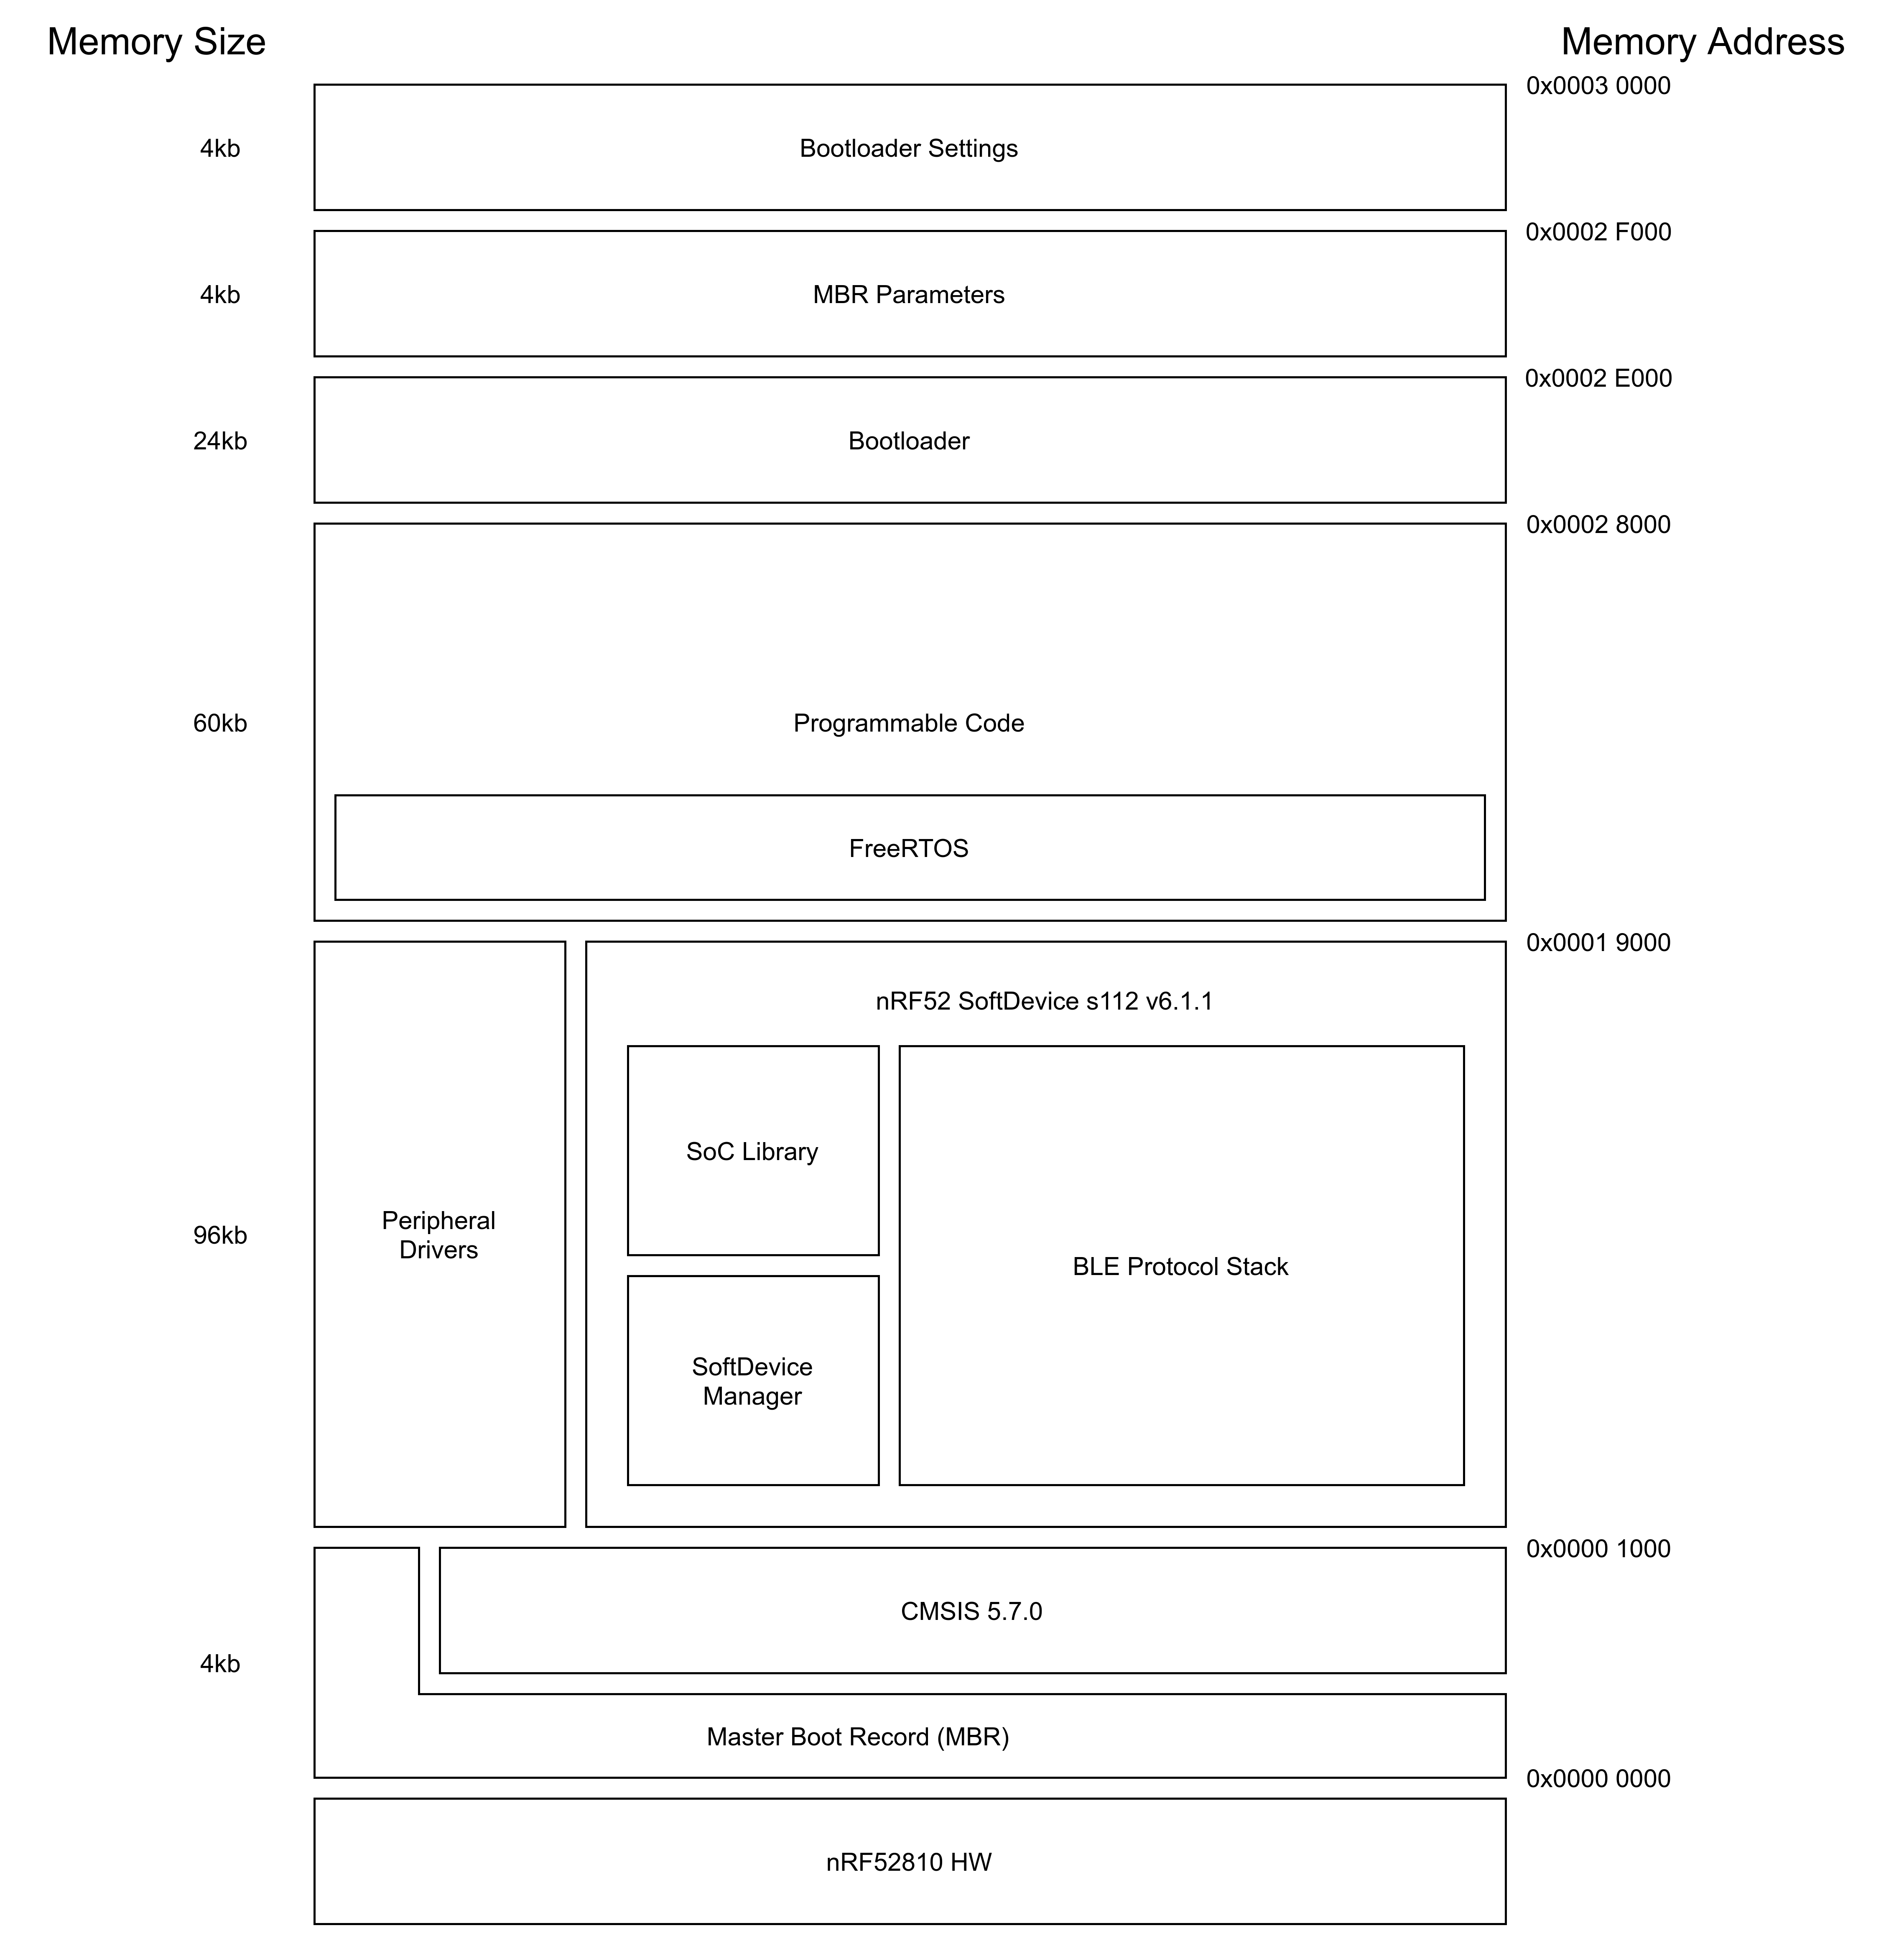 Memory Size
Memory Address
0x0003 0000
4kb
Bootloader Settings
0x0002 F000
4kb
MBR Parameters
0x0002 E000
24kb
Bootloader
0x0002 8000
60kb
Programmable Code
FreeRTOS
0x0001 9000
nRF52 SoftDevice s112 v6.1.1
SoC Library
96kb
Peripheral
Drivers
BLE Protocol Stack
SoftDevice
Manager
0x0000 1000
CMSIS 5.7.0
4kb
Master Boot Record (MBR)
0x0000 0000
nRF52810 HW